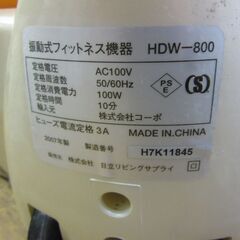 振動式フィットネス機器 HDW-800
定格電圧 AC100V
定格周波数 50/60Hz
定格消費電力 100W
定格時間 10分
輸入元 株式会社コーポ
PS
E
S
ヒューズ電流定格 3A
MADE IN.CHINA
2007年製 製造番号 H7K11845
販売元 株式会社 日立リビングサプライ